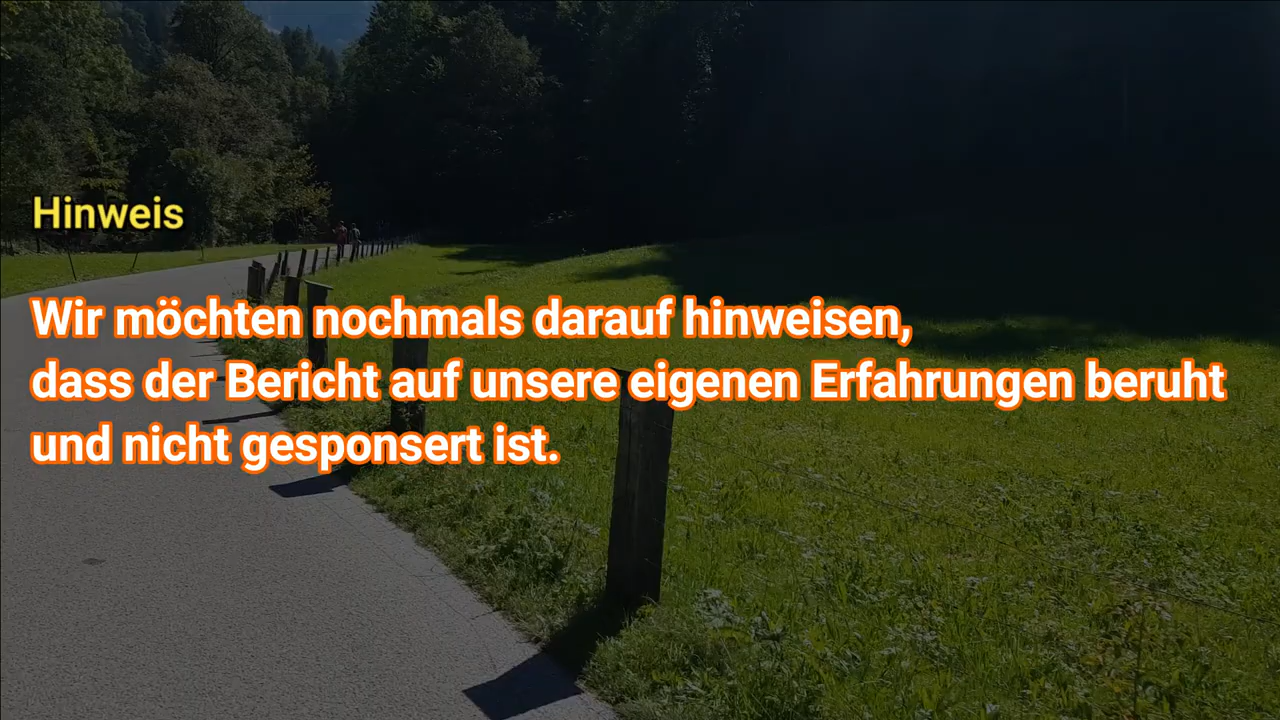 Hinweis
Wir möchten nochmals darauf hinweisen,
dass der Bericht auf unsere eigenen Erfahrungen beruht
und nicht gesponsert ist.